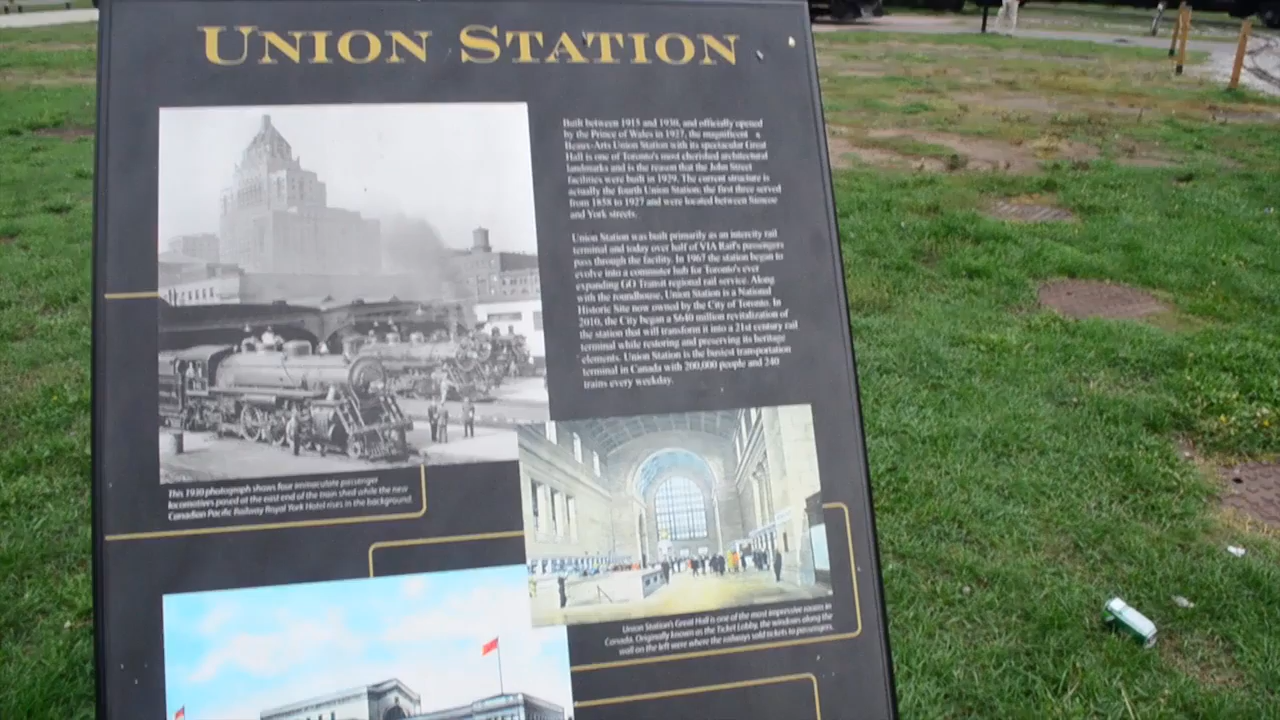 UNION STATION
Built between 1915 and 1930, and officially opened
by the Prince of Wales in 1927, the magnificent
Beaux-Arts Union Station with its spectacular Great
Hall is one of Toronto's most cherished architectural
landmarks and is the reason that the John Street
facilities were built in 1929. The current structure is
actually the fourth Union Station; the first three served
from 1858 to 1927 and were located between Simcoe
and York streets.
Union Station was built primarily as an intercity rail
terminal and today over half of VIA Rail's passengers
pass through the facility. In 1967 the station began to
evolve into a commuter hub for Toronto's ever
expanding GO Transit regional rail service. Along
with the roundhouse, Union Station is a National
Historic Site now owned by the City of Toronto. In
2010, the City began a $640 million revitalization of
the station that will transform it into a 21st century rail
terminal while restoring and preserving its heritage
elements. Union Station is the busiest transportation
terminal in Canada with 200,000 people and 240
trains every weekday.
This 1930 photograph shows four immaculate passenger
locomotives posed at the east end of the train shed while the new
Canadian Pacific Railway Royal York Hotel rises in the background.
Union Station's Great Hall is one of the most impressive rooms in
Canada. Originally known as the Ticket Lobby, the windows along the
wall on the left were where the railways sold tickets to passengers.